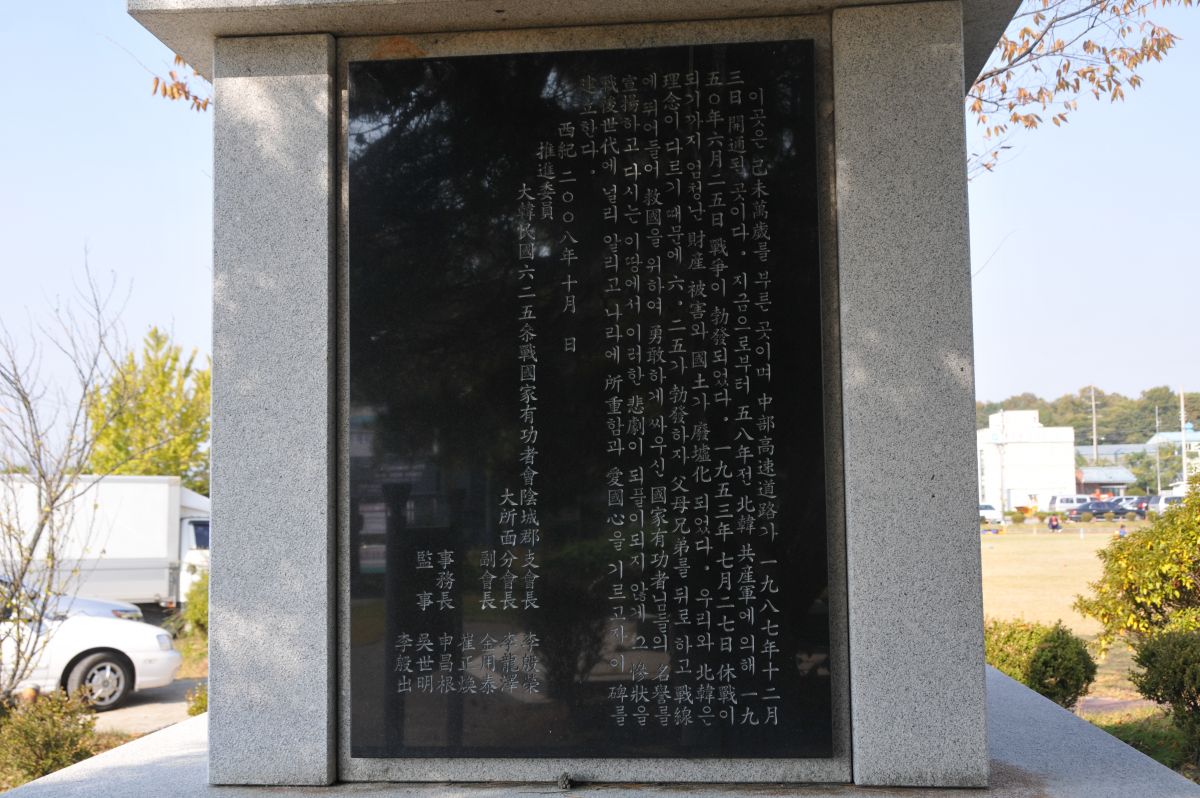 이곳은 己未萬歲를 부른 곳이며 中部高速道路가 一九八七年十二月
三日 開通된 곳이다. 지금으로부터 五八年전 北韓 共産軍에 의해 一九
五〇年 六月二五日 戰爭이 勃發되었다. 一九五三年 七月二七日 休戰이
되기까지 엄청난 財産 被害와 國土가 廢墟化 되었다. 우리와 北韓은
理念이 다르기 때문에 六.二五가 勃發하자 父母兄弟를 뒤로 하고 戰線
에 뛰어들어 救國을 위하여 勇敢하게 싸우신 國家有功者님들의 名譽를
宣揚하고 다시는 이땅에서 이러한 悲劇이 되풀이되지 않게 그 慘狀을
戰後世代에 널리 알리고 나라에 所重함과 愛國心을 기르고자 이 碑를
建立한다.
西紀 二〇〇八年 十月 日
推進委員
大韓民國六二五參戰國家有功者會陰城郡支會長 李殷榮
大所面分會長 李龍澤
副會長 金用泰
崔正煥
事務長 申昌根
監事 吳世明
李殷出